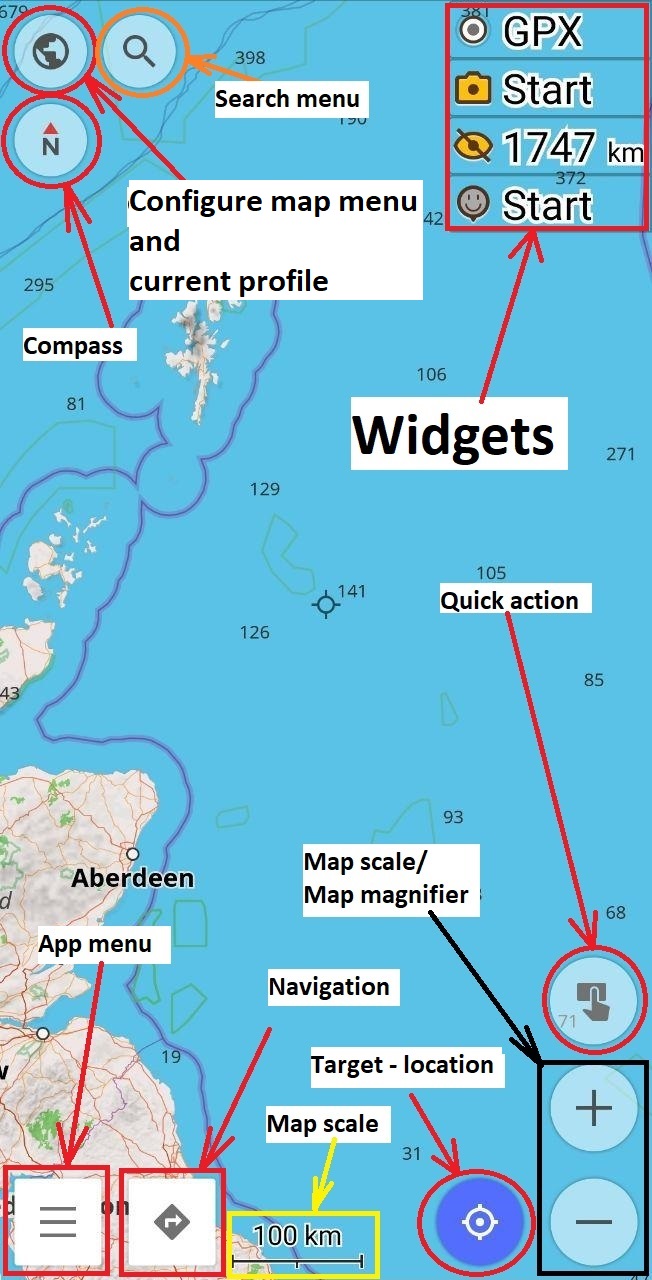 679
381
GPX
398
Search menu
Start
190
1747 km
372
Start
Configure map menu
and
current profile
42
295
Compass
106
81
Widgets
271
129
105
141
Quick action
126
85
43
93
Map scale/
Map magnifier
Aberdeen
68
App menu
Navigation
71
19
Target - location
Map scale
31
100 km